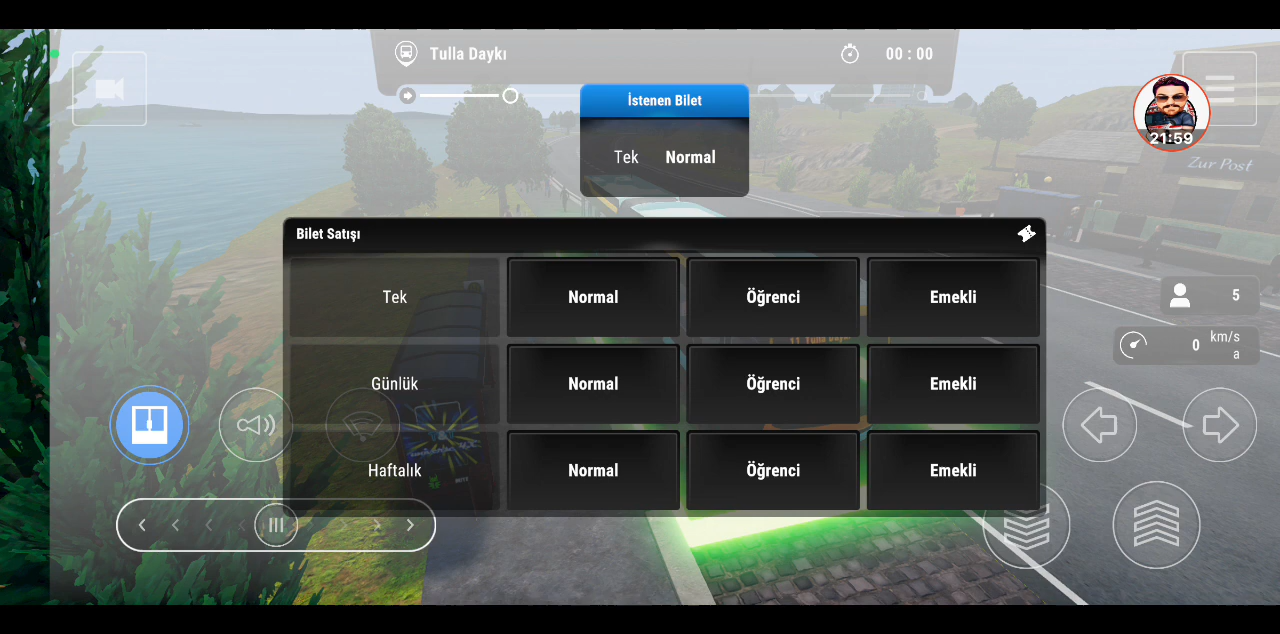 Tulla Daykı
00 : 00
İstenen Bilet
Tek Normal
21:59
Zur Post
Bilet Satışı
Tek Normal Öğrenci Emekli
5
0 km/s
a
Günlük Normal Öğrenci Emekli
Haftalık Normal Öğrenci Emekli